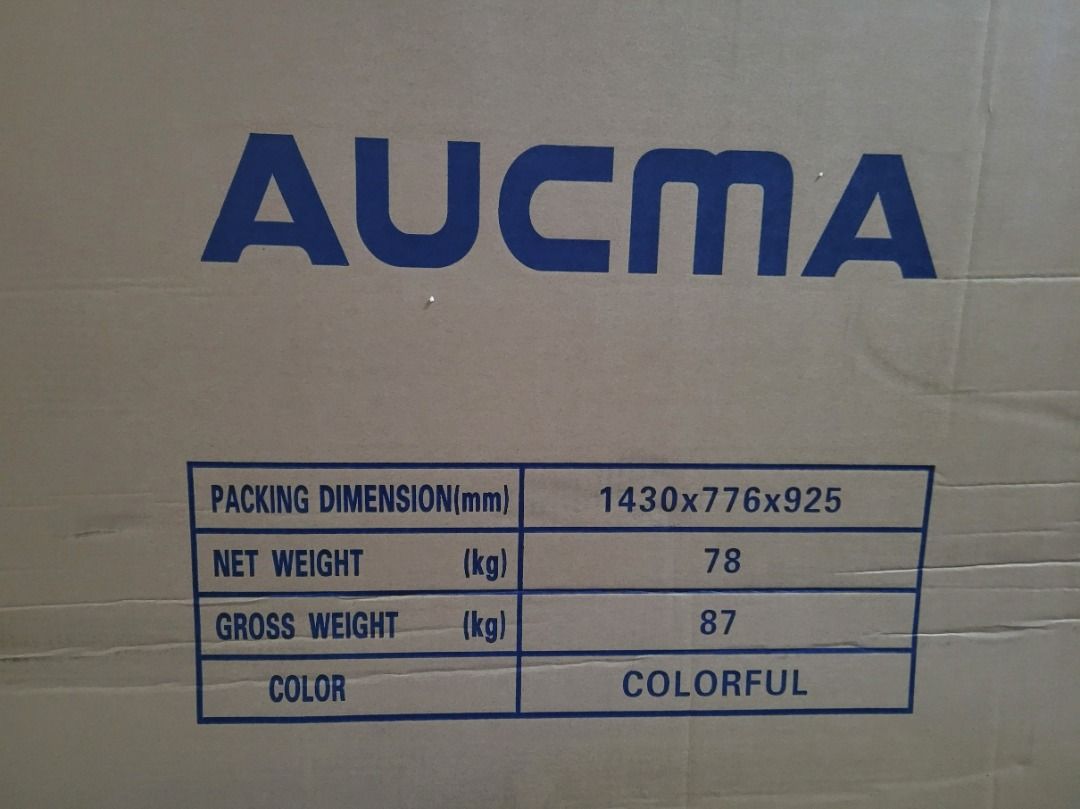 AUCMA
PACKING DIMENSION(mm) 1430x776x925
NET WEIGHT (kg) 78
GROSS WEIGHT (kg) 87
COLOR COLORFUL